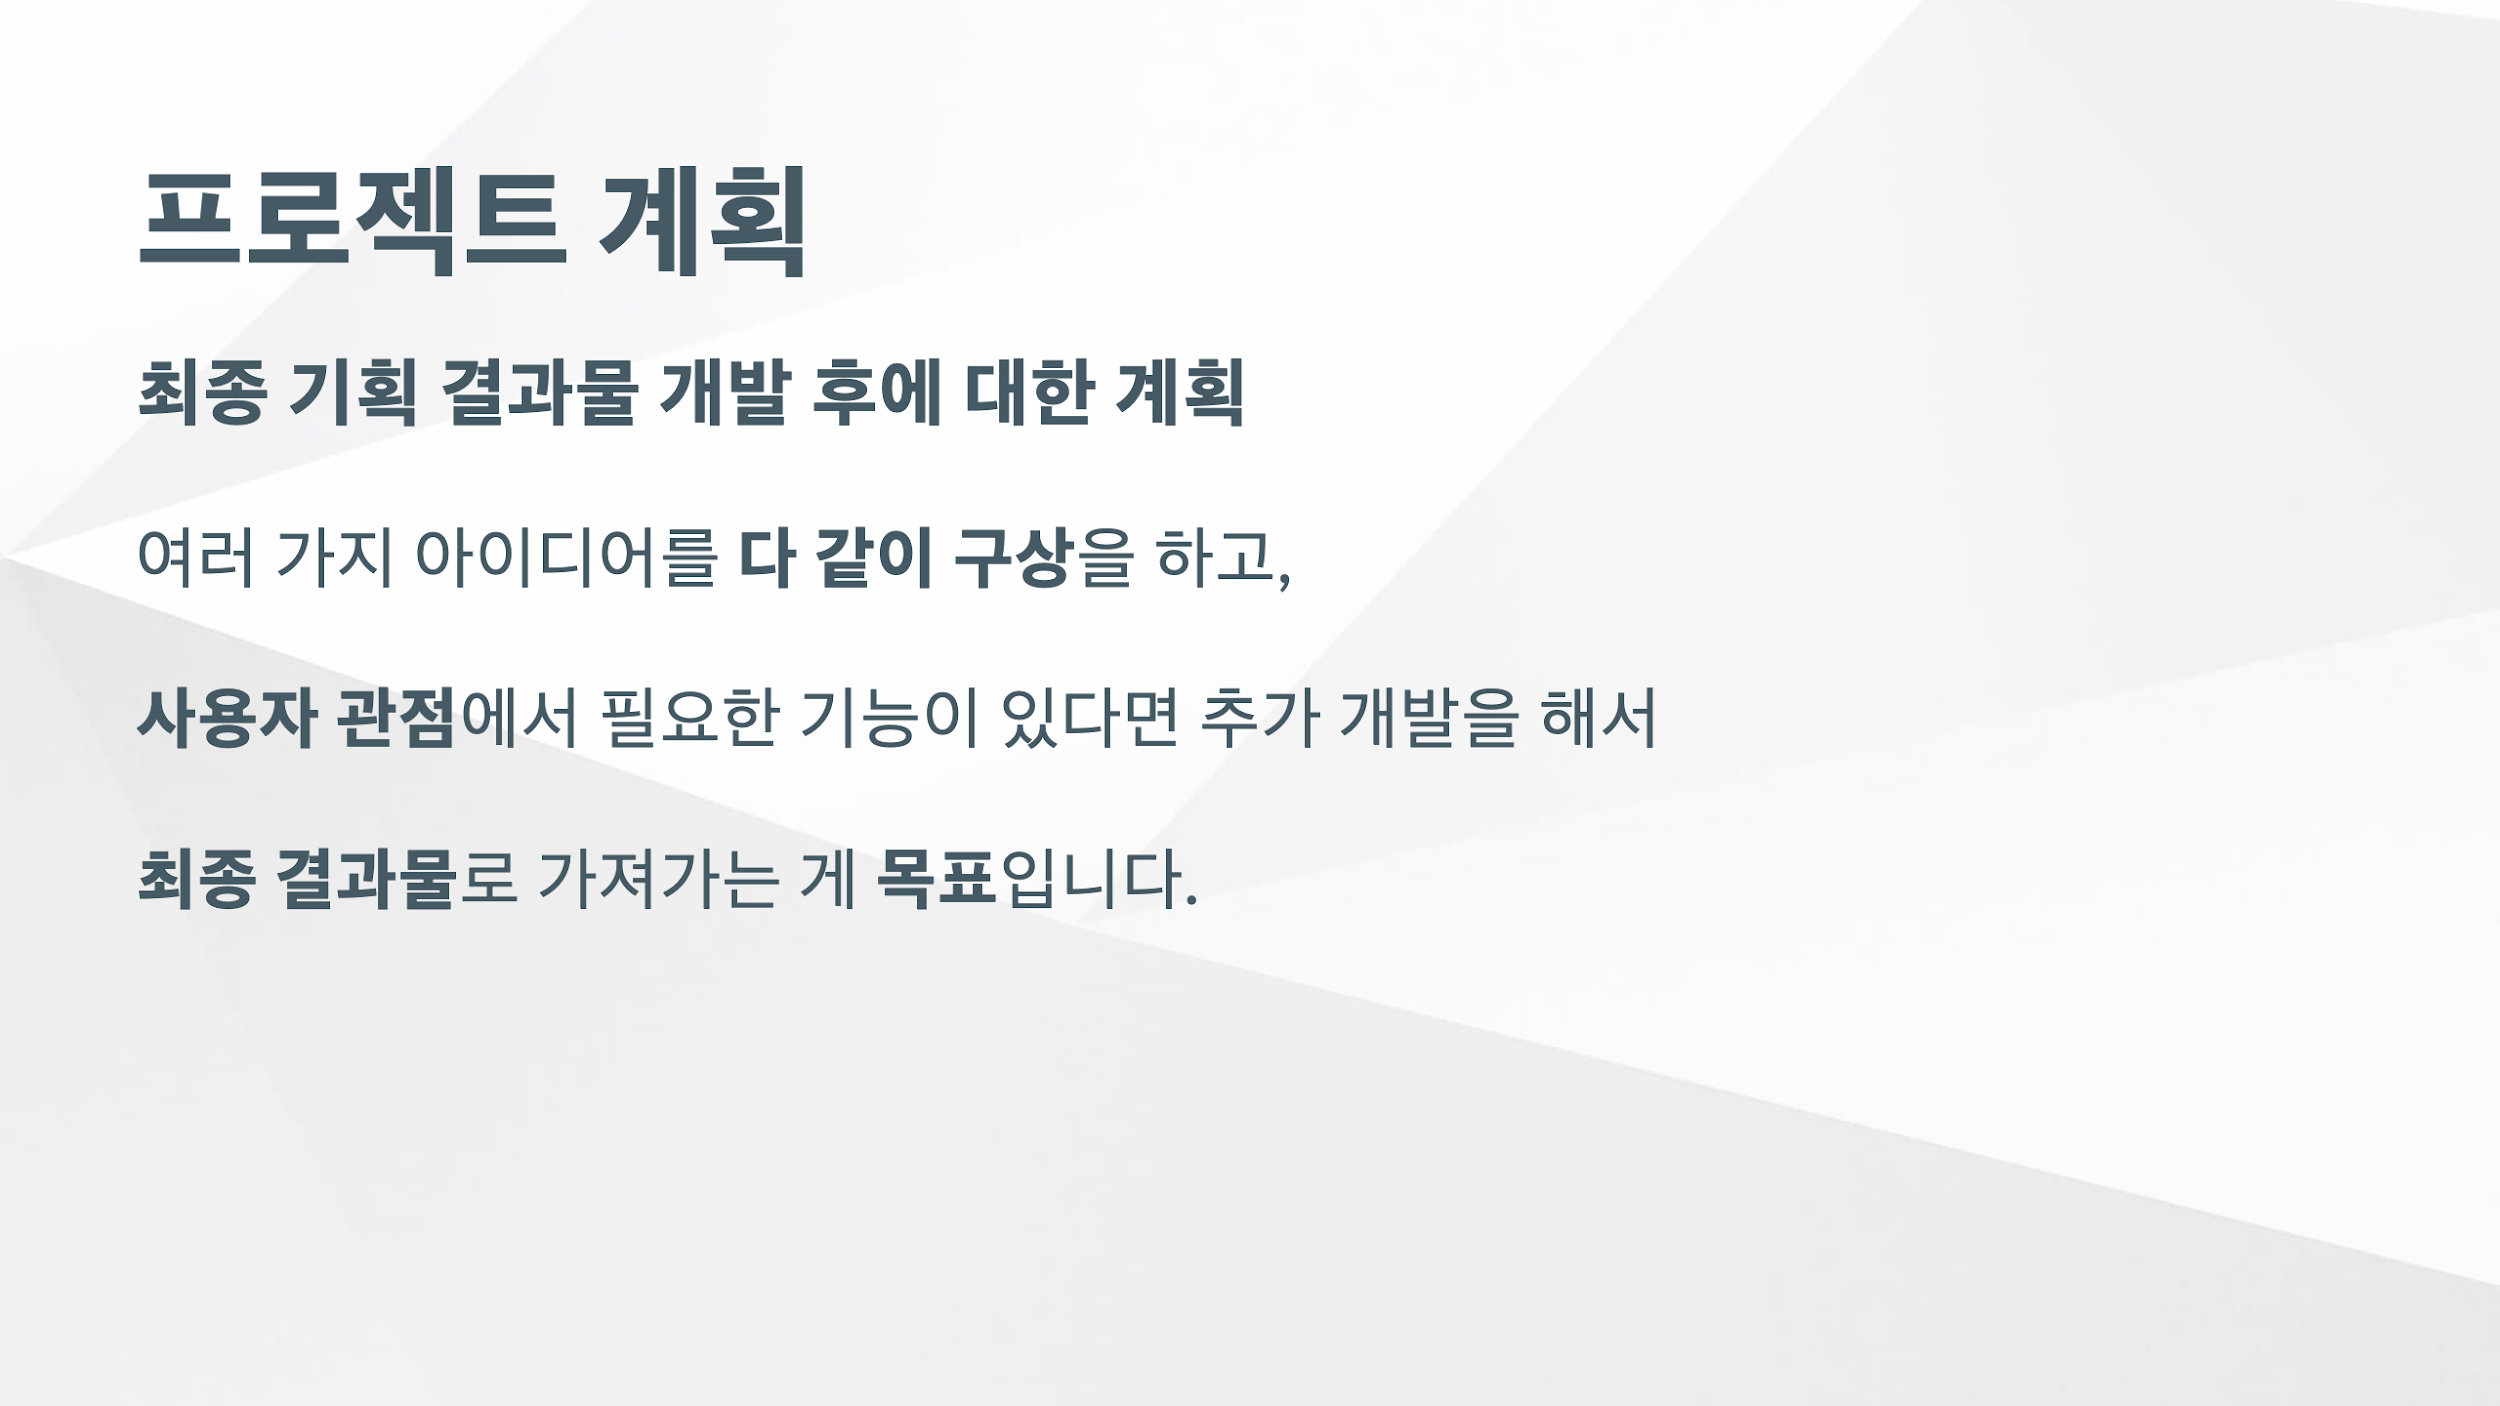 프로젝트 계획
최종 기획 결과물 개발 후에 대한 계획
여러 가지 아이디어를 다 같이 구상을 하고,
사용자 관점에서 필요한 기능이 있다면 추가 개발을 해서
최종 결과물로 가져가는 게 목표입니다.